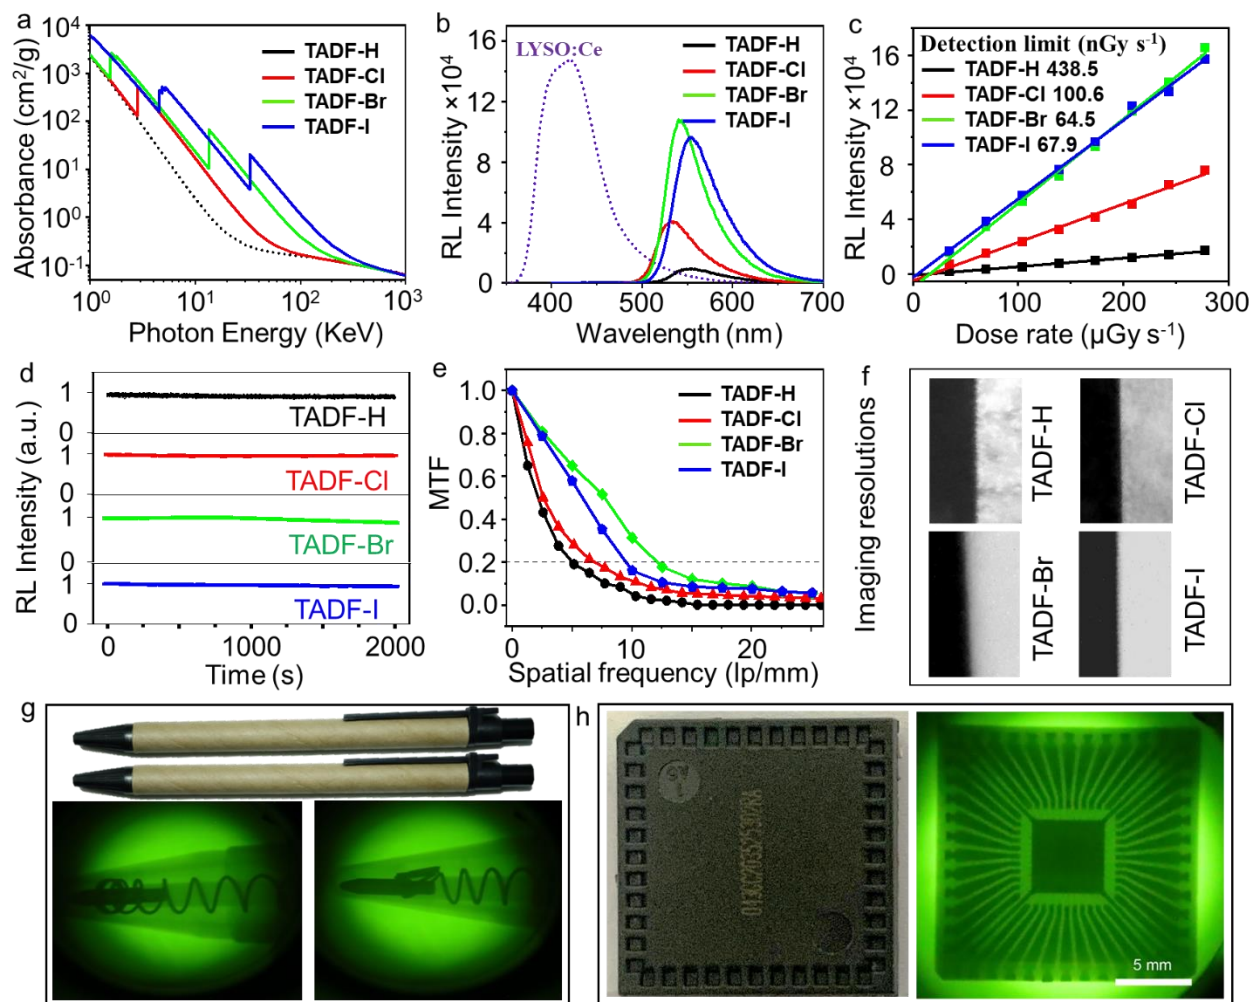 a
10⁴
10³
10²
10¹
10⁰
10⁻¹
Absorbance (cm²/g)
TADF-H
TADF-Cl
TADF-Br
TADF-I
10⁰ 10¹ 10² 10³
Photon Energy (KeV)
b
16
12
8
4
0
RL Intensity ×10⁴
LYSO:Ce
TADF-H
TADF-Cl
TADF-Br
TADF-I
400 500 600 700
Wavelength (nm)
c
16
12
8
4
0
RL Intensity ×10⁴
Detection limit (nGy s⁻¹)
TADF-H 438.5
TADF-Cl 100.6
TADF-Br 64.5
TADF-I 67.9
0 100 200 300
Dose rate (µGy s⁻¹)
d
RL Intensity (a.u.)
1
TADF-H
0
1
TADF-Cl
0
1
TADF-Br
0
1
TADF-I
0
0 1000 2000
Time (s)
e
1.0
0.8
0.6
0.4
0.2
0.0
MTF
TADF-H
TADF-Cl
TADF-Br
TADF-I
0 10 20
Spatial frequency (lp/mm)
f
Imaging resolutions
TADF-H
TADF-Cl
TADF-Br
TADF-I
g
h
5 mm